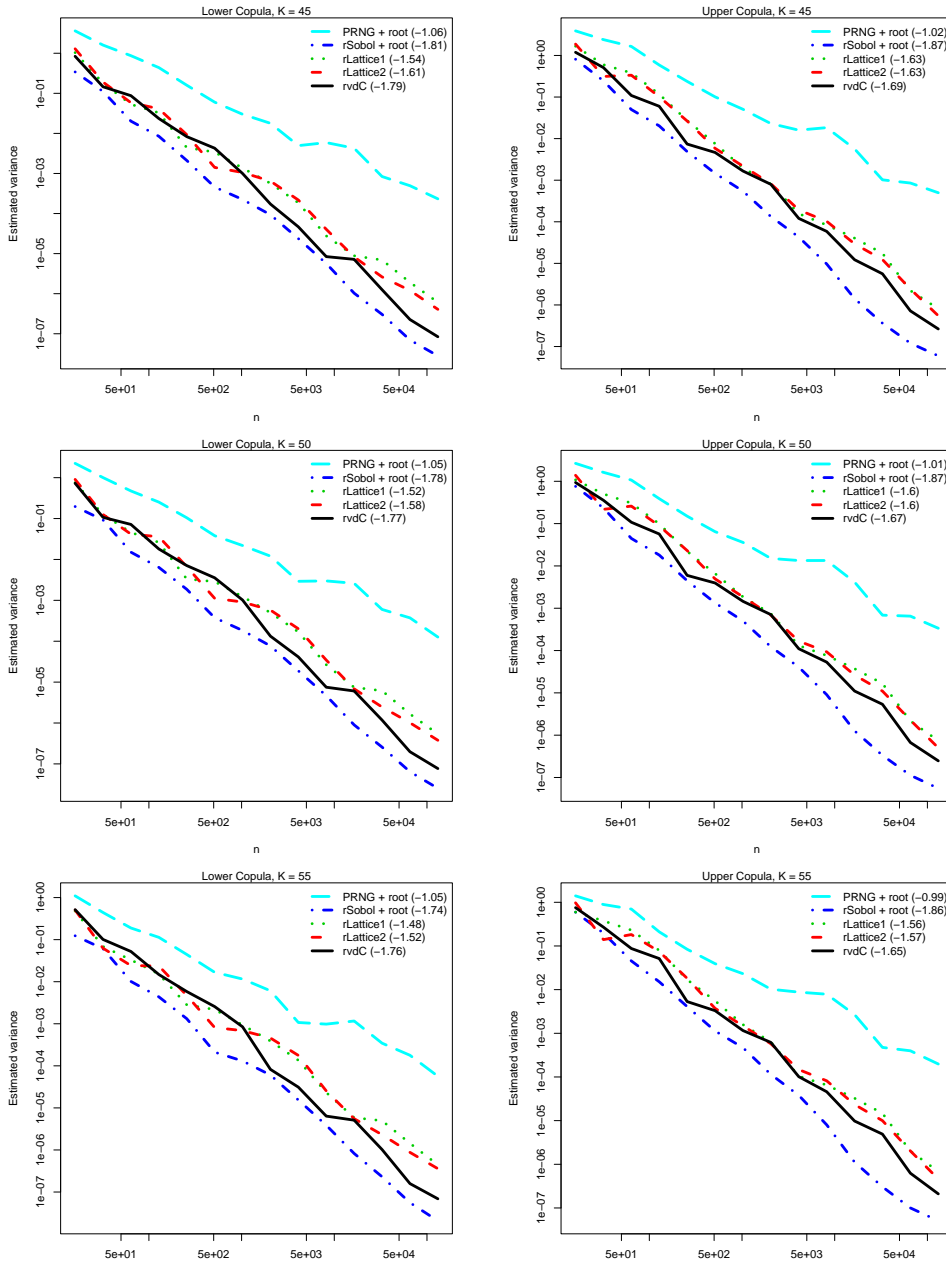 Lower Copula, K = 45
Estimated variance
1e−01
1e−03
1e−05
1e−07
PRNG + root (−1.06)
rSobol + root (−1.81)
rLattice1 (−1.54)
rLattice2 (−1.61)
rvdC (−1.79)
5e+01
5e+02
5e+03
5e+04
n
Upper Copula, K = 45
Estimated variance
1e+00
1e−01
1e−02
1e−03
1e−04
1e−05
1e−06
1e−07
PRNG + root (−1.02)
rSobol + root (−1.87)
rLattice1 (−1.63)
rLattice2 (−1.63)
rvdC (−1.69)
5e+01
5e+02
5e+03
5e+04
n
Lower Copula, K = 50
Estimated variance
1e−01
1e−03
1e−05
1e−07
PRNG + root (−1.05)
rSobol + root (−1.78)
rLattice1 (−1.52)
rLattice2 (−1.58)
rvdC (−1.77)
5e+01
5e+02
5e+03
5e+04
n
Upper Copula, K = 50
Estimated variance
1e+00
1e−01
1e−02
1e−03
1e−04
1e−05
1e−06
1e−07
PRNG + root (−1.01)
rSobol + root (−1.87)
rLattice1 (−1.6)
rLattice2 (−1.6)
rvdC (−1.67)
5e+01
5e+02
5e+03
5e+04
n
Lower Copula, K = 55
Estimated variance
1e+00
1e−01
1e−02
1e−03
1e−04
1e−05
1e−06
1e−07
PRNG + root (−1.05)
rSobol + root (−1.74)
rLattice1 (−1.48)
rLattice2 (−1.52)
rvdC (−1.76)
5e+01
5e+02
5e+03
5e+04
Upper Copula, K = 55
Estimated variance
1e+00
1e−01
1e−02
1e−03
1e−04
1e−05
1e−06
1e−07
PRNG + root (−0.99)
rSobol + root (−1.86)
rLattice1 (−1.56)
rLattice2 (−1.57)
rvdC (−1.65)
5e+01
5e+02
5e+03
5e+04